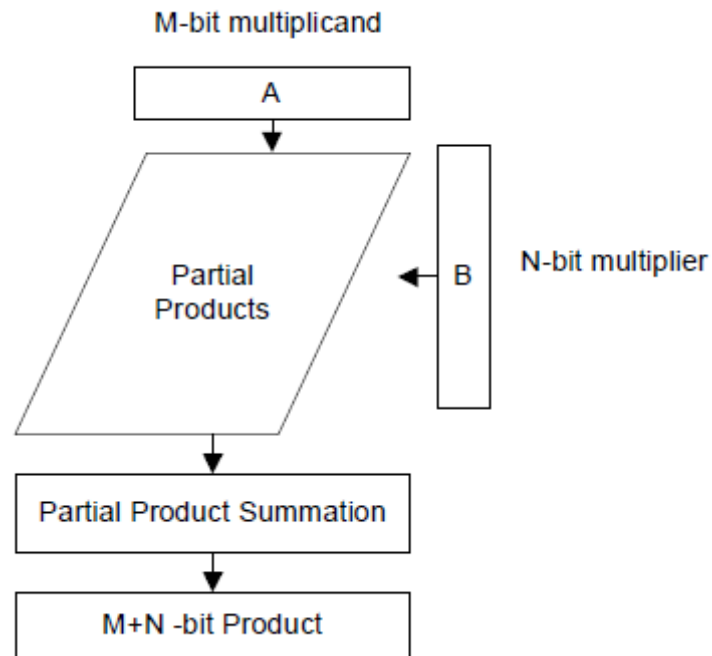 M-bit multiplicand
A
Partial
Products
B
N-bit multiplier
Partial Product Summation
M+N -bit Product